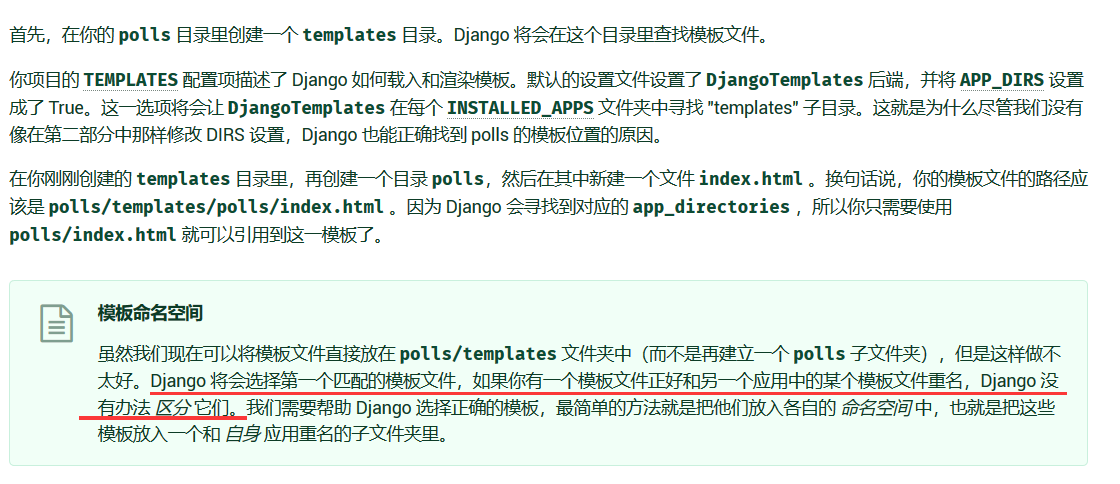 首先，在你的 polls 目录里创建一个 templates 目录。Django 将会在这个目录里查找模板文件。
你项目的 TEMPLATES 配置项描述了 Django 如何载入和渲染模板。默认的设置文件设置了 DjangoTemplates 后端，并将 APP_DIRS 设置
成了 True。这一选项将会让 DjangoTemplates 在每个 INSTALLED_APPS 文件夹中寻找 "templates" 子目录。这就是为什么尽管我们没有
像在第二部分中那样修改 DIRS 设置，Django 也能正确找到 polls 的模板位置的原因。
在你刚刚创建的 templates 目录里，再创建一个目录 polls，然后在其中新建一个文件 index.html 。换句话说，你的模板文件的路径应
该是 polls/templates/polls/index.html 。因为 Django 会寻找到对应的 app_directories ，所以你只需要使用
polls/index.html 就可以引用到这一模板了。
模板命名空间
虽然我们现在可以将模板文件直接放在 polls/templates 文件夹中（而不是再建立一个 polls 子文件夹），但是这样做不
太好。Django 将会选择第一个匹配的模板文件，如果你有一个模板文件正好和另一个应用中的某个模板文件重名，Django 没
有办法 区分 它们。我们需要帮助 Django 选择正确的模板，最简单的方法就是把他们放入各自的 命名空间 中，也就是把这些
模板放入一个和 自身 应用重名的子文件夹里。